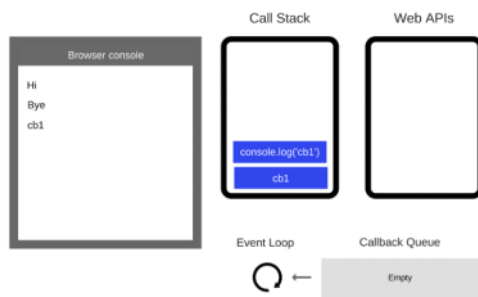 Call Stack
Web APIs
Browser console
Hi
Bye
cb1
console.log('cb1')
cb1
Event Loop
Callback Queue
Empty